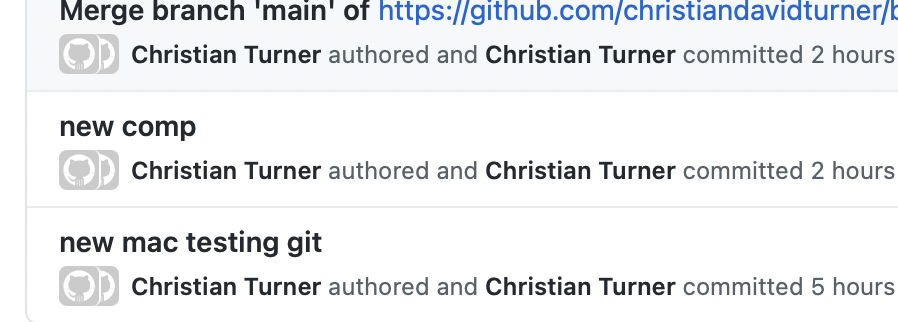 Merge branch 'main' of https://github.com/christiandavidturner/
Christian Turner authored and Christian Turner committed 2 hours
new comp
Christian Turner authored and Christian Turner committed 2 hours
new mac testing git
Christian Turner authored and Christian Turner committed 5 hours